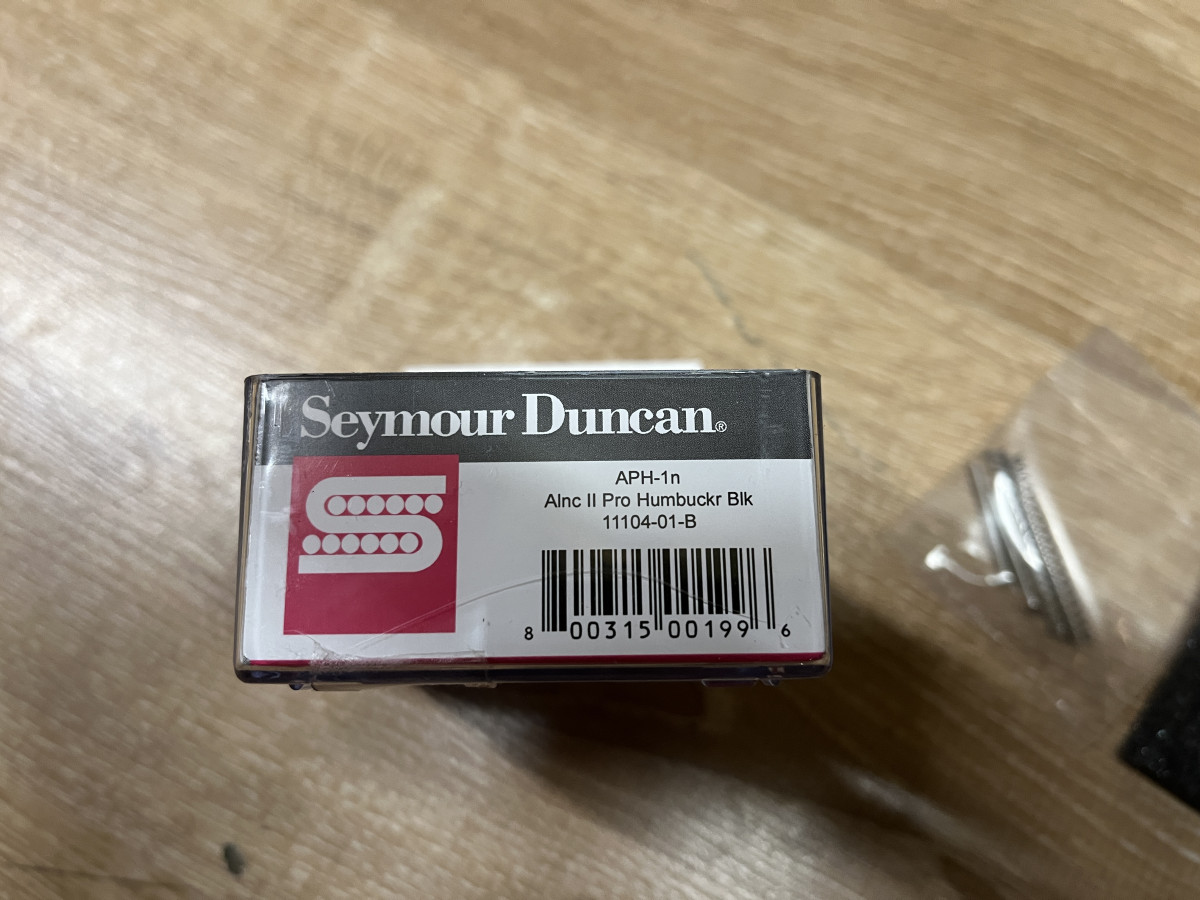 Seymour Duncan®
APH-1n
Alnc II Pro Humbuckr Blk
11104-01-B
8 00315 00199 6